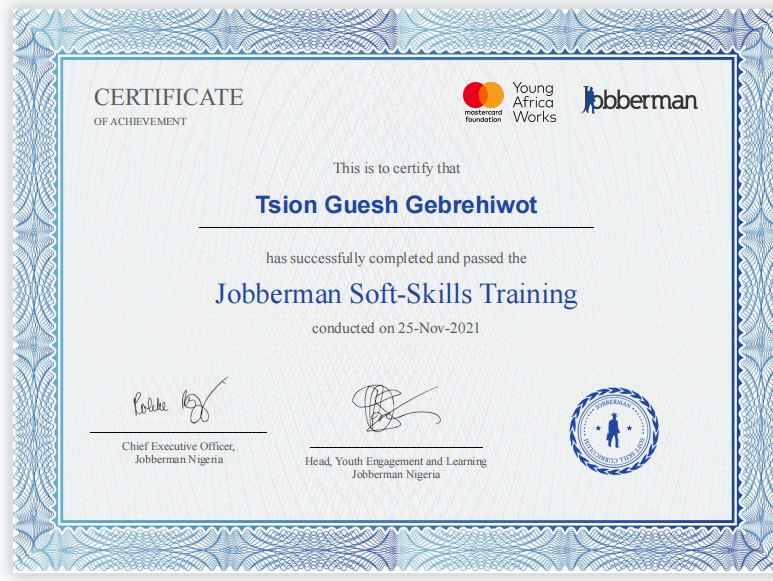 CERTIFICATE
OF ACHIEVEMENT
mastercard
foundation
Young
Africa
Works
Jobberman
This is to certify that
Tsion Guesh Gebrehiwot
has successfully completed and passed the
Jobberman Soft-Skills Training
conducted on 25-Nov-2021
Chief Executive Officer,
Jobberman Nigeria
Head, Youth Engagement and Learning
Jobberman Nigeria
JOBBERMAN
SOFT SKILL CURRICULUM